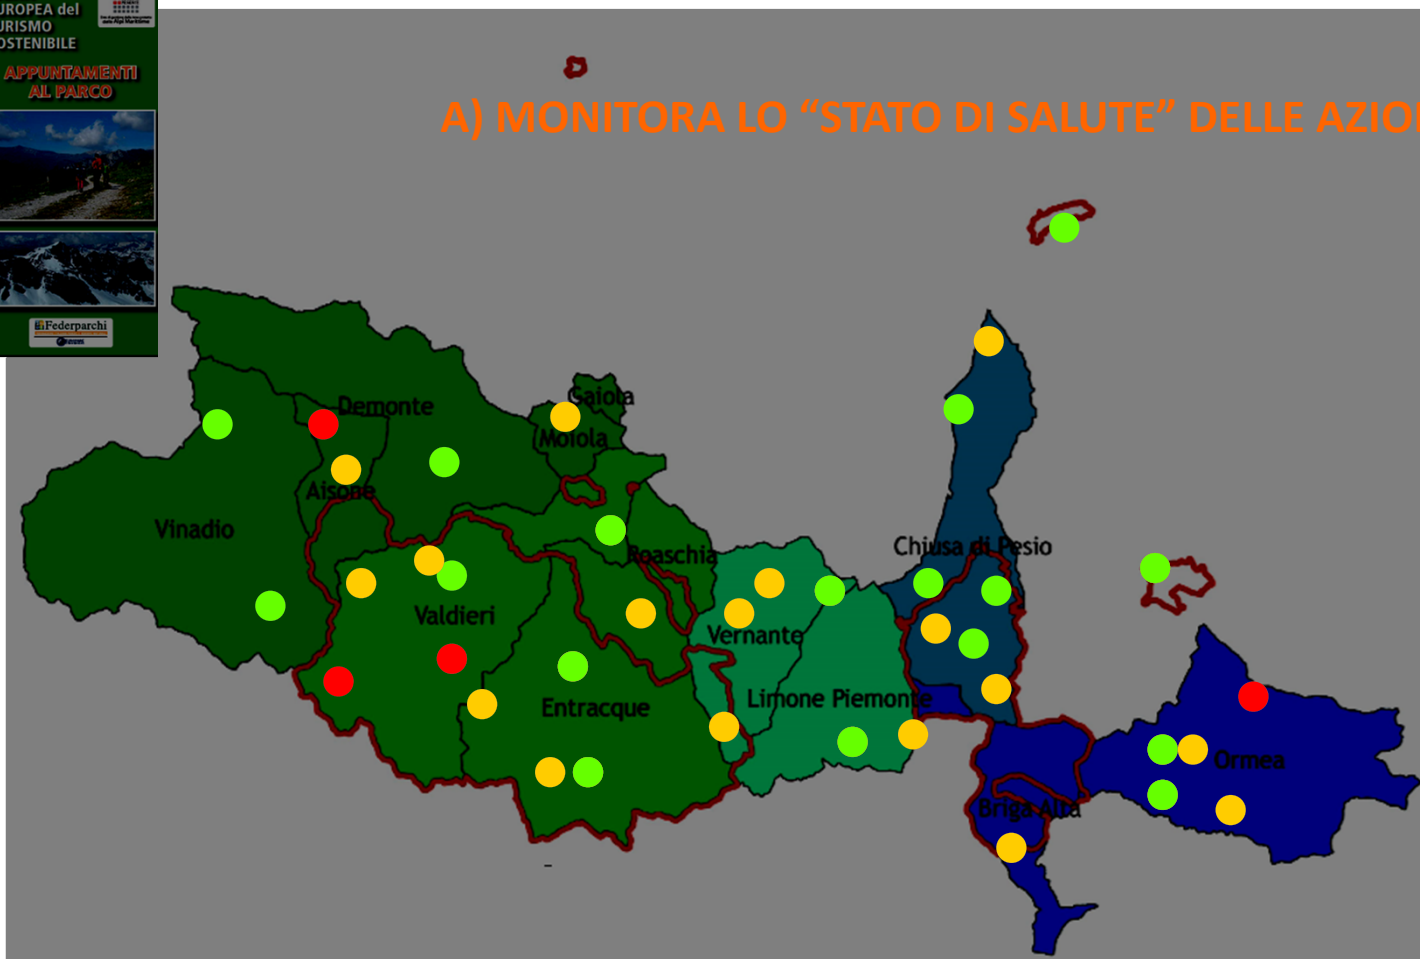 UROPEA del
URISMO
OSTENIBILE
APPUNTAMENTI
AL PARCO
Federparchi
A) MONITORA LO “STATO DI SALUTE” DELLE AZIO
Gaiola
Demonte
Moiola
Aisone
Vinadio
Roaschia
Chiusa di Pesio
Valdieri
Vernante
Entracque
Limone Piemonte
Ormea
Briga Alta